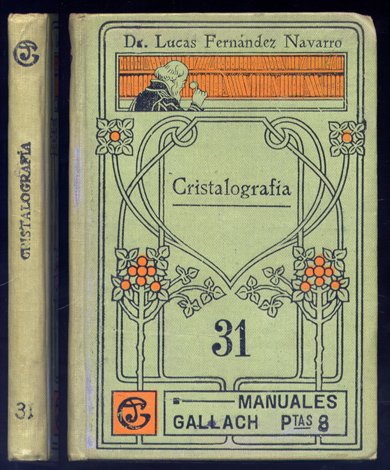 CRISTALOGRAFÍA
31
Dr. Lucas Fernández Navarro
Cristalografía
31
MANUALES
GALLACH PTAS 8